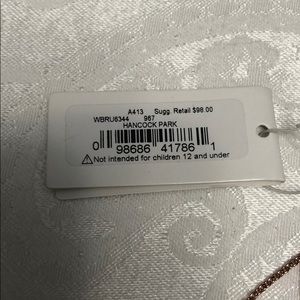 A413 Sugg. Retail $98.00
WBRU6344 967
HANCOCK PARK
0 98686 41786 1
⚠Not intended for children 12 and under